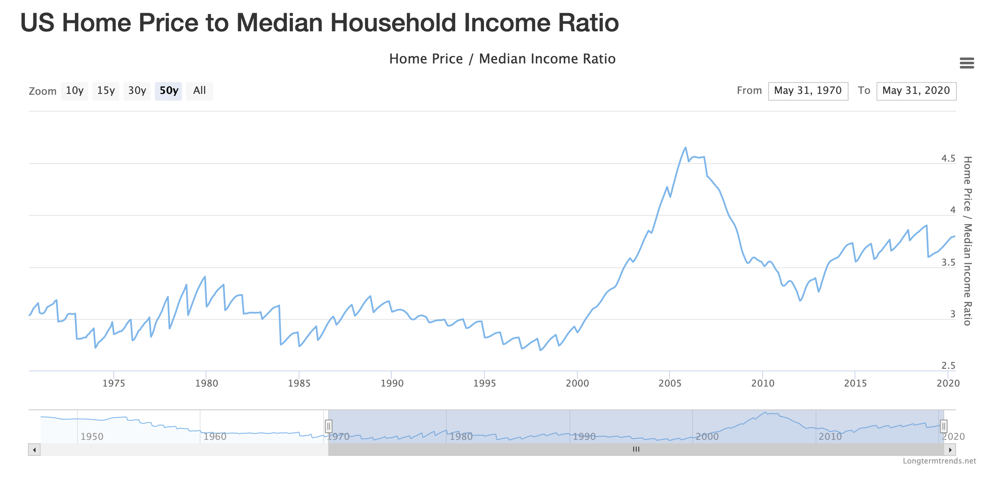 US Home Price to Median Household Income Ratio
Home Price / Median Income Ratio
Zoom 10y 15y 30y 50y All From May 31, 1970 To May 31, 2020
4.5
4
3.5
3
2.5
Home Price / Median Income Ratio
1975 1980 1985 1990 1995 2000 2005 2010 2015 2020
1950 1960 1970 1980 1990 2000 2010 2020
Longtermtrends.net